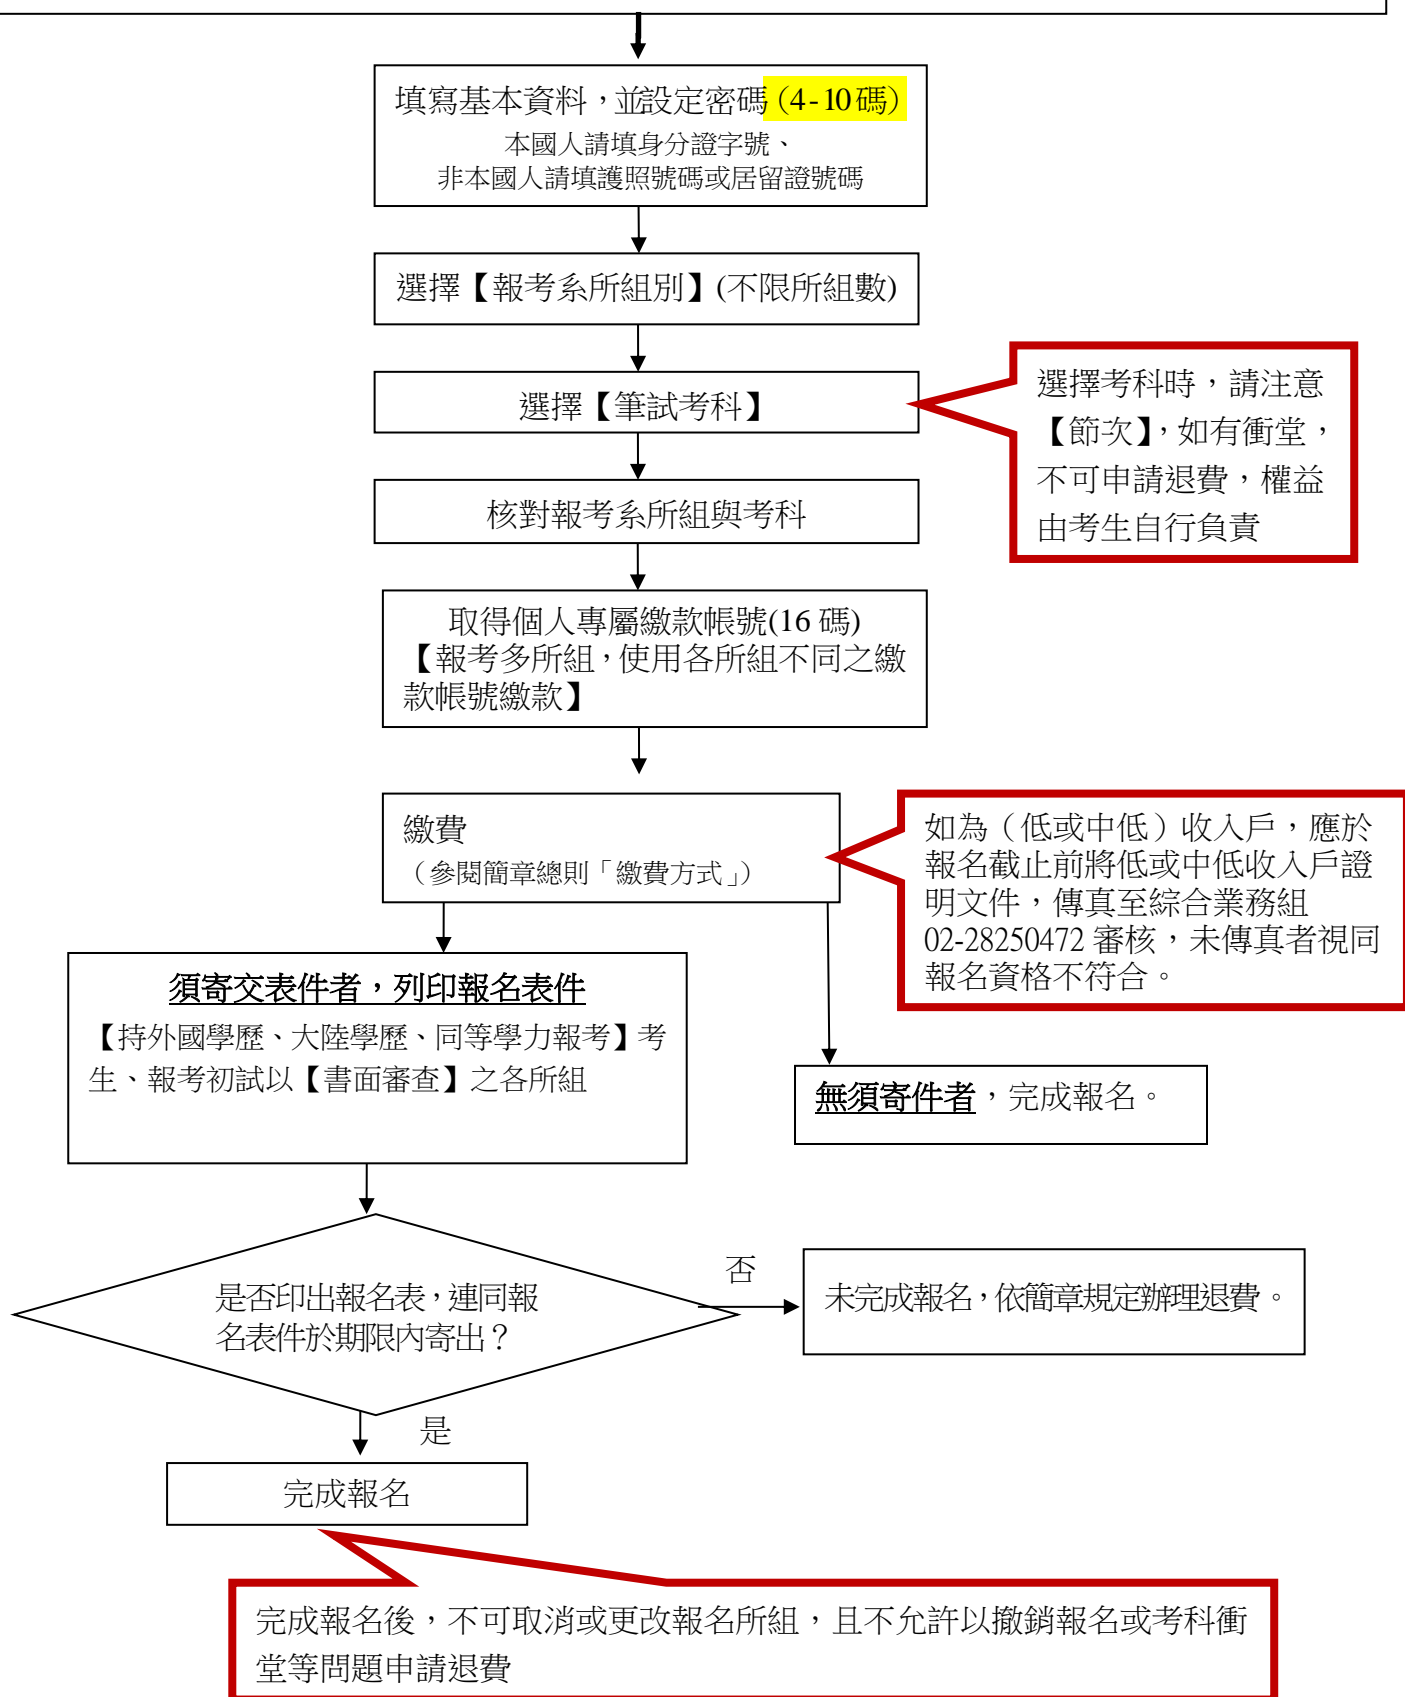 填寫基本資料，並設定密碼（4-10碼）
本國人請填身分證字號、
非本國人請填護照號碼或居留證號碼
選擇【報考系所組別】(不限所組數)
選擇【筆試考科】
選擇考科時，請注意
【節次】，如有衝堂，
不可申請退費，權益
由考生自行負責
核對報考系所組與考科
取得個人專屬繳款帳號(16 碼)
【報考多所組，使用各所組不同之繳
款帳號繳款】
繳費
（參閱簡章總則「繳費方式」）
如為（低或中低）收入戶，應於
報名截止前將低或中低收入戶證
明文件，傳真至綜合業務組
02-28250472 審核，未傳真者視同
報名資格不符合。
須寄交表件者，列印報名表件
【持外國學歷、大陸學歷、同等學力報考】考
生、報考初試以【書面審查】之各所組
無須寄件者，完成報名。
是否印出報名表，連同報
名表件於期限內寄出？
否
未完成報名，依簡章規定辦理退費。
是
完成報名
完成報名後，不可取消或更改報名所組，且不允許以撤銷報名或考科衝
堂等問題申請退費